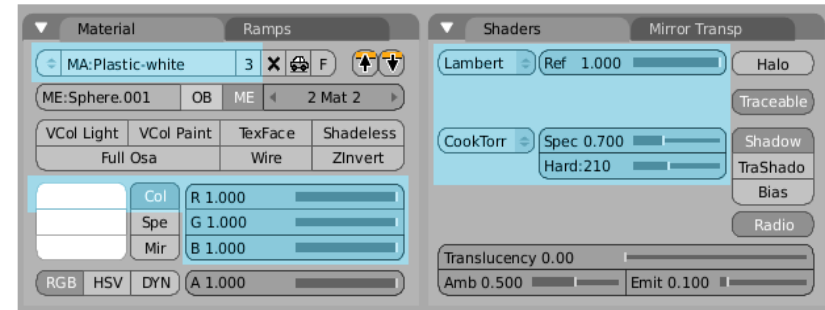 Material
Ramps
MA:Plastic-white 3 F
ME:Sphere.001 OB ME 2 Mat 2
VCol Light VCol Paint TexFace Shadeless
Full Osa Wire ZInvert
Col R 1.000
Spe G 1.000
Mir B 1.000
RGB HSV DYN A 1.000
Shaders
Mirror Transp
Lambert Ref 1.000 Halo
Traceable
CookTorr Spec 0.700 Shadow
Hard:210 TraShado
Bias
Radio
Translucency 0.00
Amb 0.500 Emit 0.100